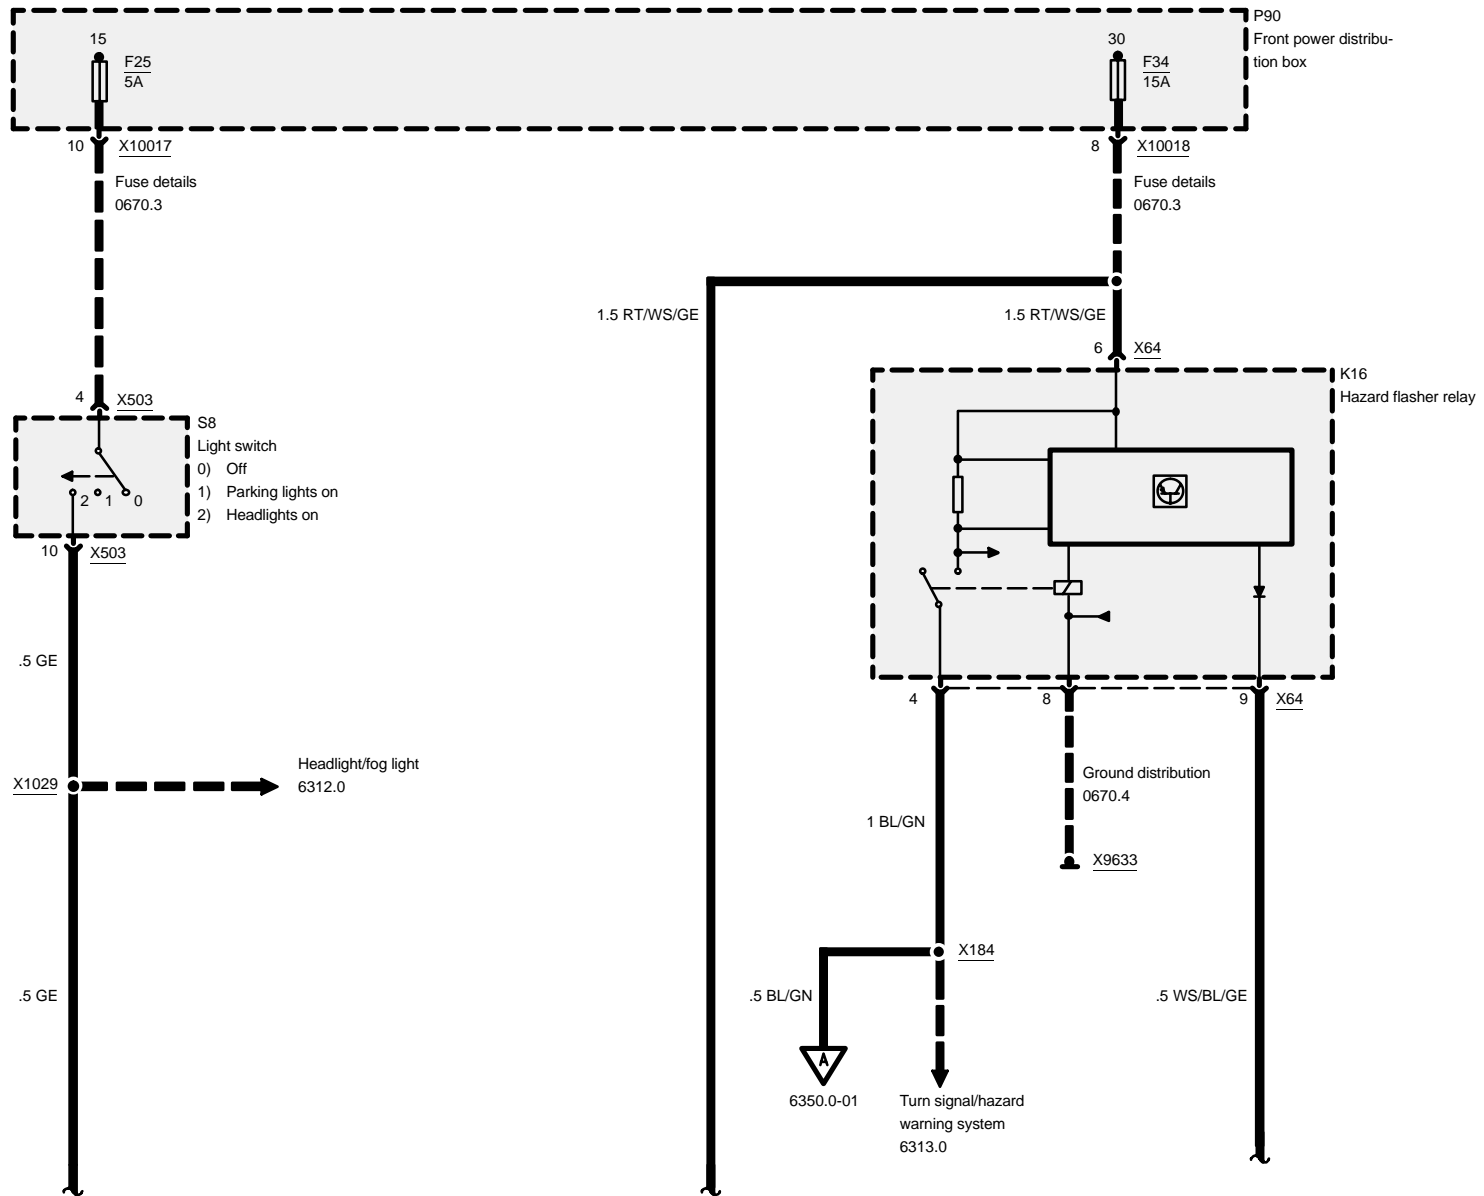 P90
Front power distribu-
tion box
15
F25
5A
30
F34
15A
10 X10017
8 X10018
Fuse details
0670.3
Fuse details
0670.3
1.5 RT/WS/GE
1.5 RT/WS/GE
6 X64
K16
Hazard flasher relay
4 X503
S8
Light switch
0) Off
1) Parking lights on
2) Headlights on
2 1 0
10 X503
.5 GE
4 8 9 X64
Headlight/fog light
6312.0
X1029
Ground distribution
0670.4
1 BL/GN
X9633
X184
.5 GE
.5 BL/GN
.5 WS/BL/GE
A
6350.0-01
Turn signal/hazard
warning system
6313.0